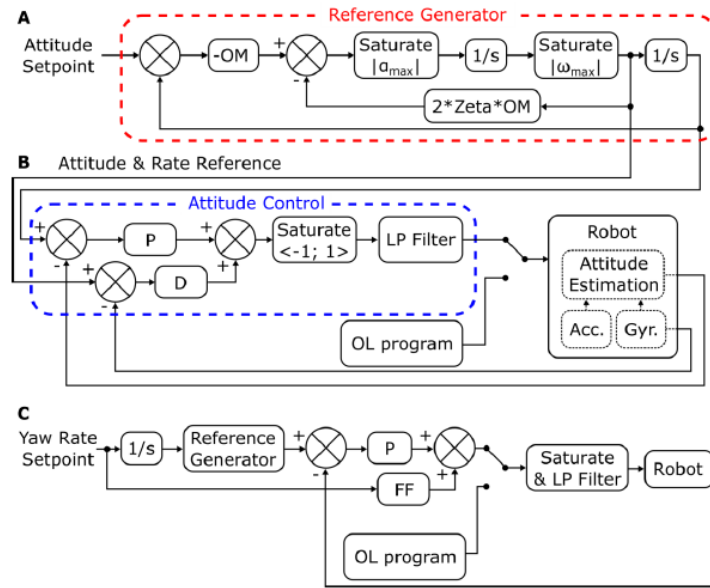 A
Reference Generator
Attitude
Setpoint
-OM
+
-
Saturate
|α_max|
1/s
Saturate
|ω_max|
1/s
2*Zeta*OM
B
Attitude & Rate Reference
Attitude Control
+
-
P
+
+
-
D
+
Saturate
<-1; 1>
LP Filter
Robot
Attitude
Estimation
Acc.
Gyr.
OL program
C
Yaw Rate
Setpoint
1/s
Reference
Generator
+
-
P
+
FF
+
OL program
Saturate
& LP Filter
Robot